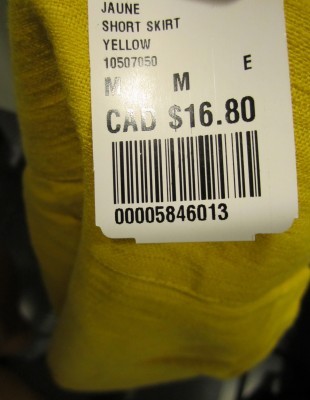 JAUNE
SHORT SKIRT
YELLOW
10507050 E
M M
CAD $16.80
00005846013